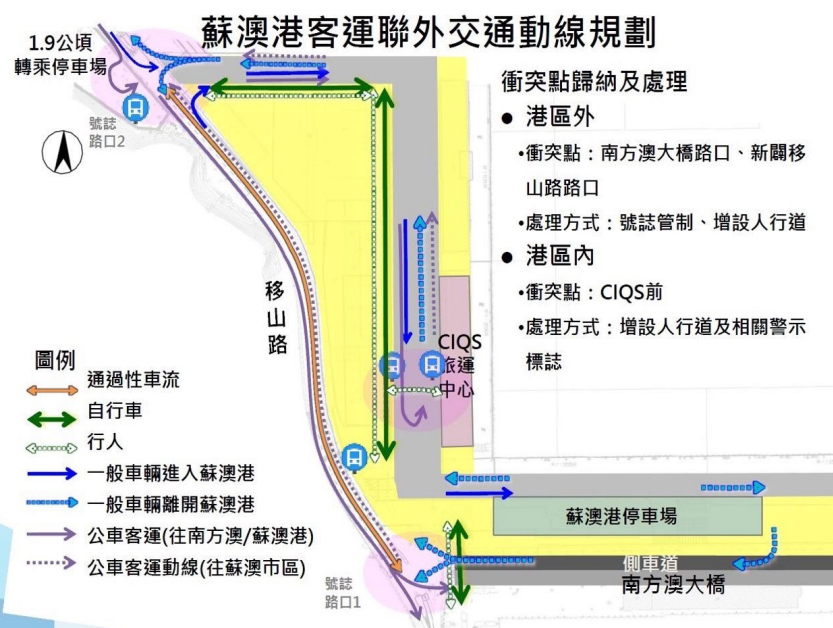 蘇澳港客運聯外交通動線規劃
1.9公頃
轉乘停車場
號誌
路口2
衝突點歸納及處理
● 港區外
•衝突點：南方澳大橋路口、新闢移
山路路口
•處理方式：號誌管制、增設人行道
● 港區內
•衝突點：CIQS前
•處理方式：增設人行道及相關警示
標誌
移山路
CIQS
旅運
中心
圖例
通過性車流
自行車
行人
一般車輛進入蘇澳港
一般車輛離開蘇澳港
公車客運(往南方澳/蘇澳港)
公車客運動線(往蘇澳市區)
蘇澳港停車場
側車道
南方澳大橋
號誌
路口1